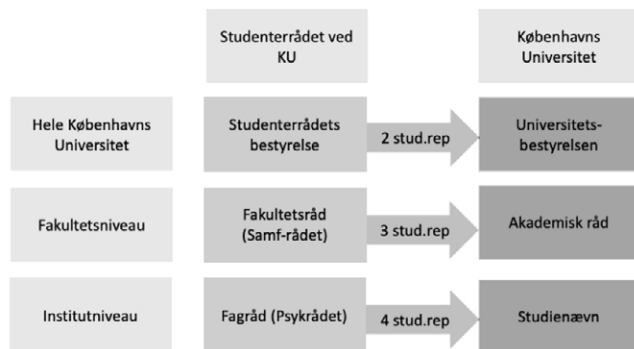 Studenterrådet ved
KU
Københavns
Universitet
Hele Københavns
Universitet
Studenterrådets
bestyrelse
2 stud.rep
Universitets-
bestyrelsen
Fakultetsniveau
Fakultetsråd
(Samf-rådet)
3 stud.rep
Akademisk råd
Institutniveau
Fagråd (Psykrådet)
4 stud.rep
Studienævn